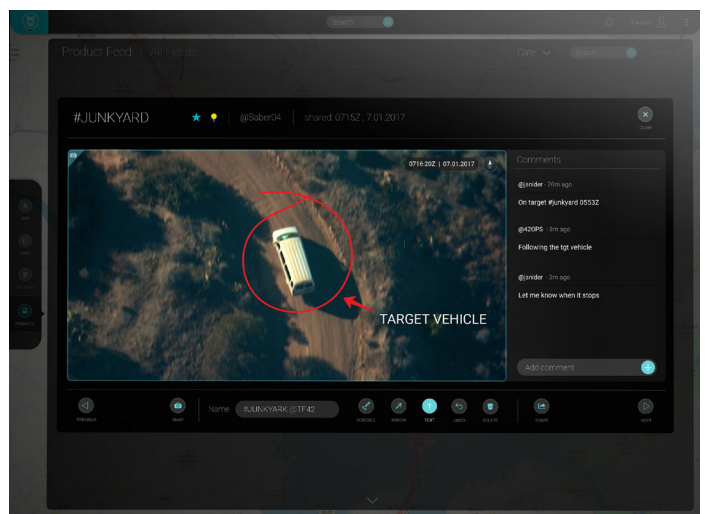 Search
Product Feed | All Feeds
Date
Search
#JUNKYARD
@Saber04
shared: 0715Z , 7.01.2017
CLOSE
0716:20Z | 07.01.2017
TARGET VEHICLE
Comments
@jsnider - 20m ago
On target #junkyard 0553Z
@42OPS - 8m ago
Following the tgt vehicle
@jsnider - 3m ago
Let me know when it stops
Add comment
PREVIOUS
SNAP
Name
#JUNKYARK @TF42
SCRIBBLE
ARROW
TEXT
UNDO
DELETE
SHARE
NEXT
PRODUCTS